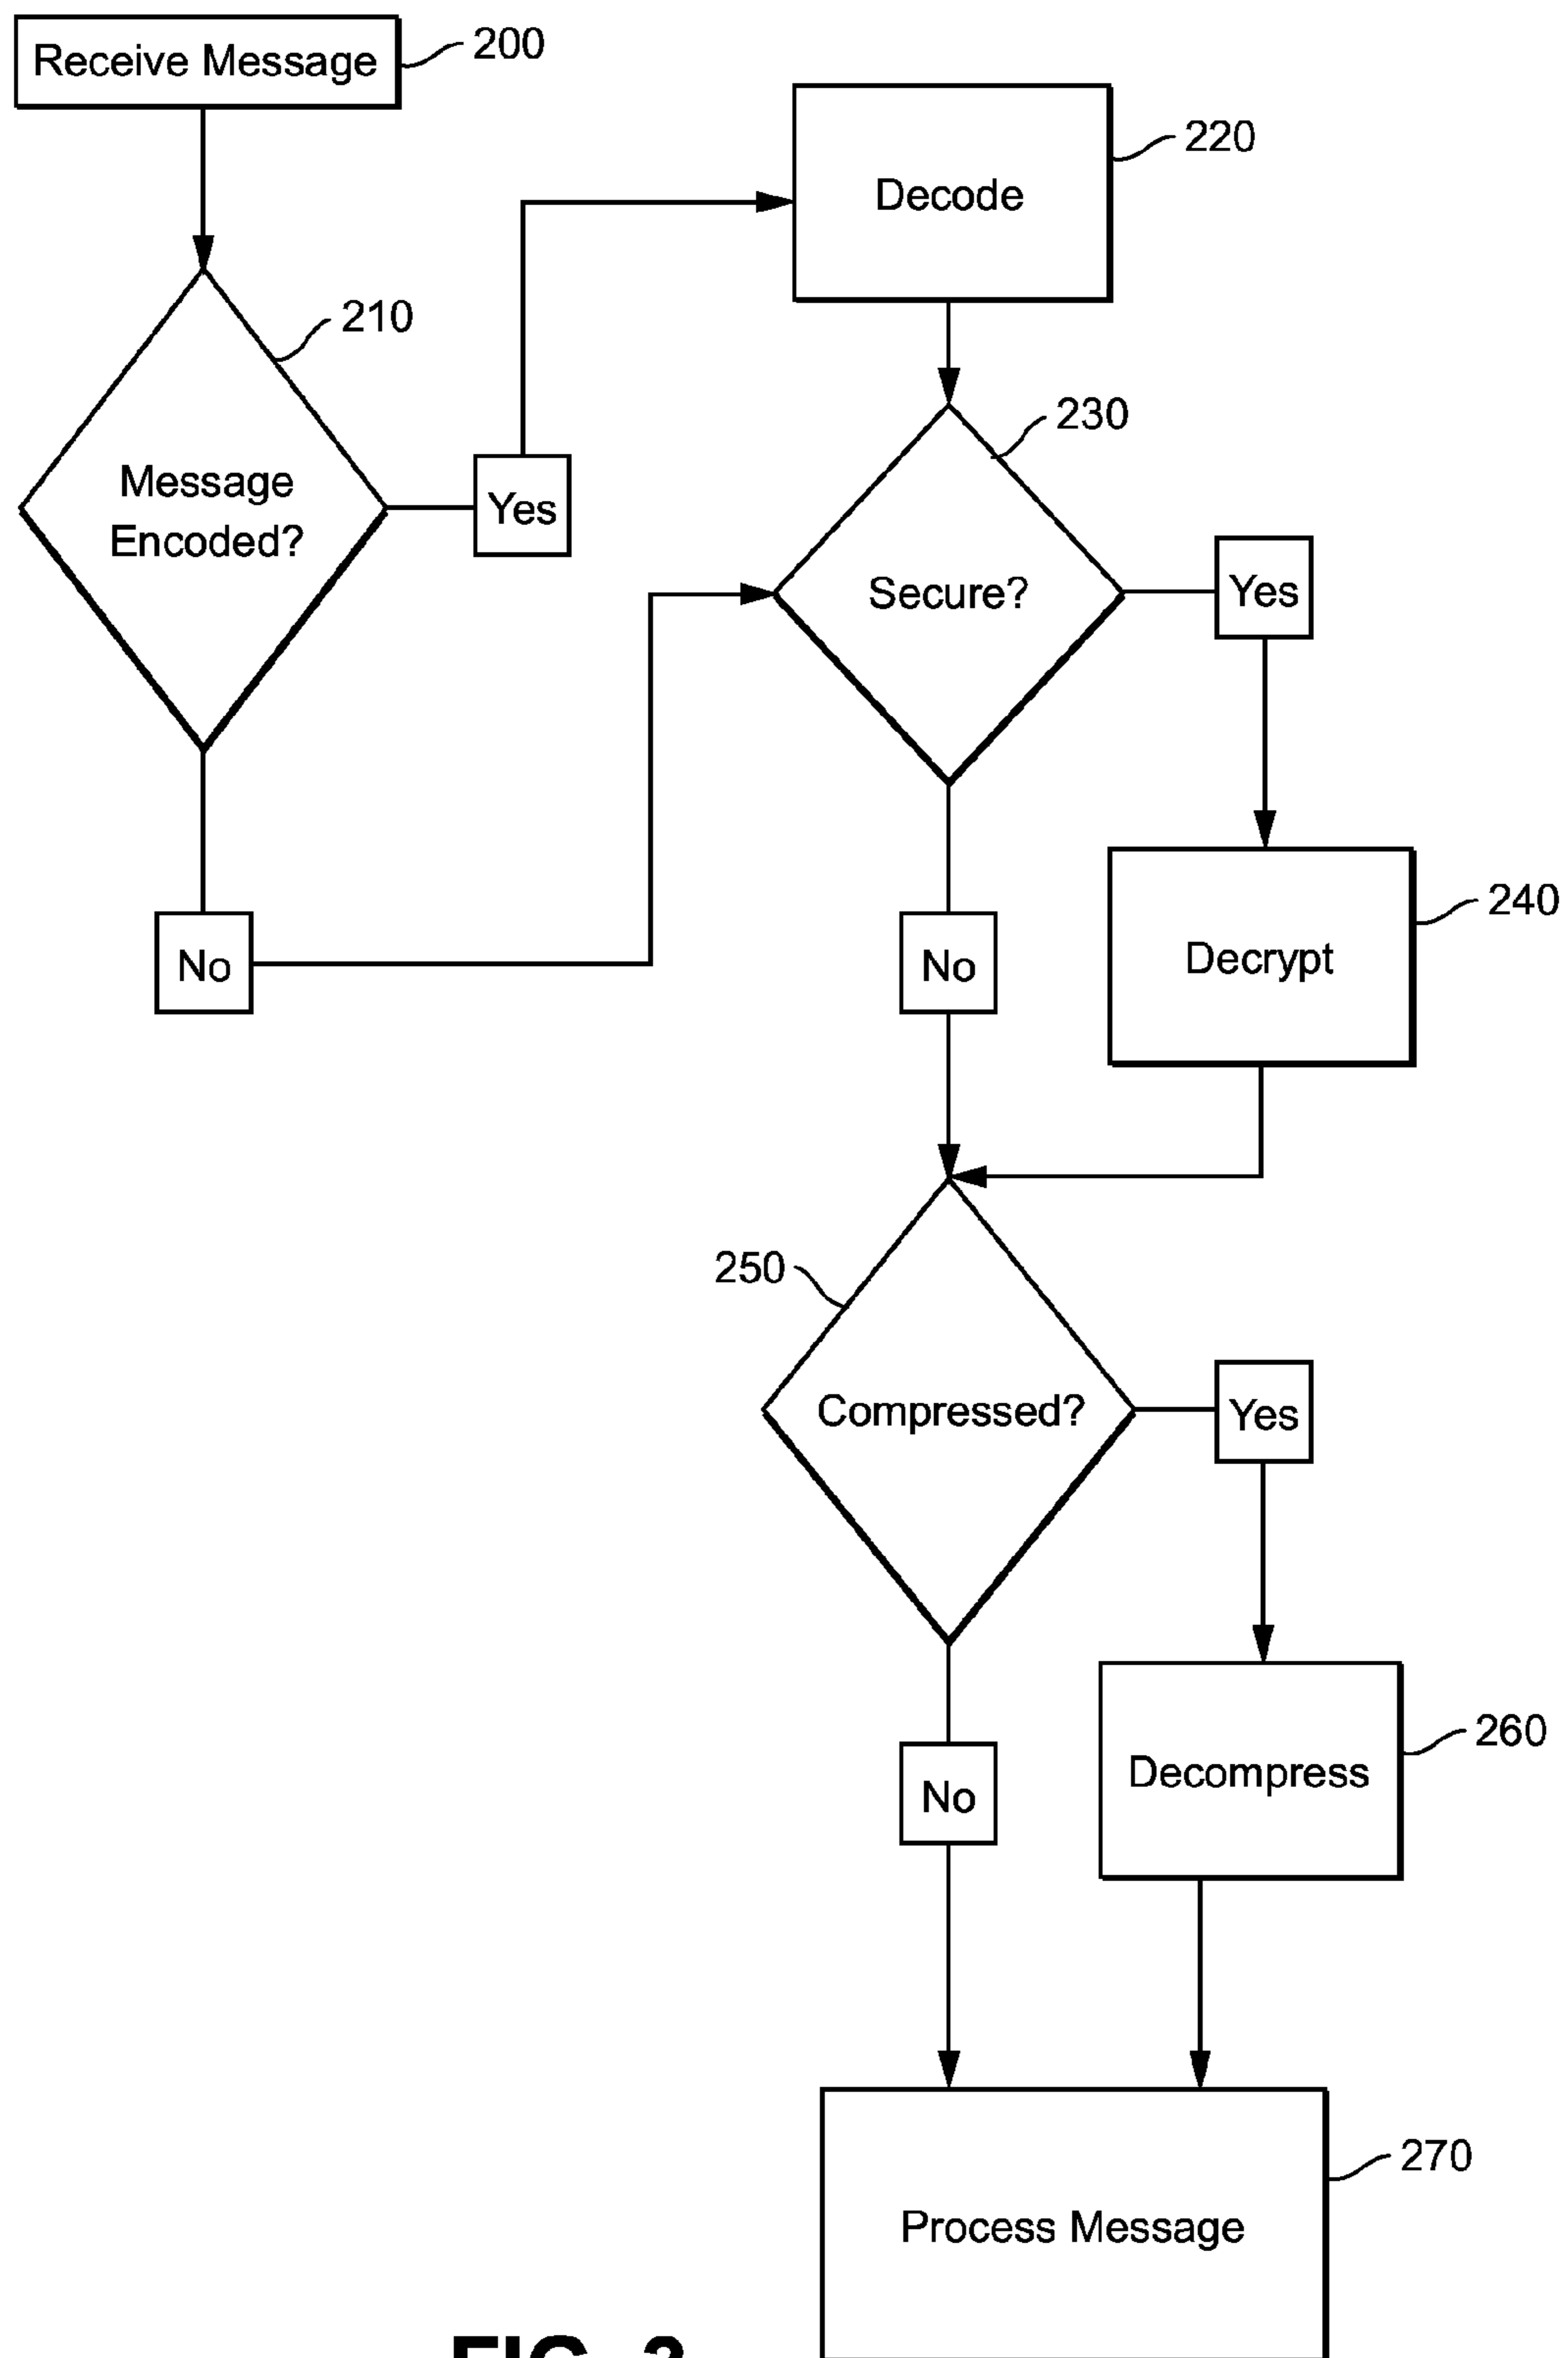 Receive Message
200
Decode
220
210
Message
Encoded?
Yes
230
Secure?
Yes
No
No
Decrypt
240
250
Compressed?
Yes
No
Decompress
260
Process Message
270
FIG.